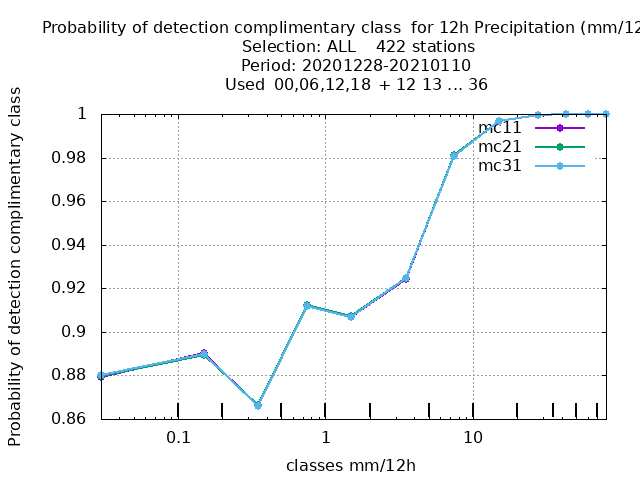 Probability of detection complimentary class for 12h Precipitation (mm/12
Selection: ALL 422 stations
Period: 20201228-20210110
Used 00,06,12,18 + 12 13 ... 36
Probability of detection complimentary class
1
0.98
0.96
0.94
0.92
0.9
0.88
0.86
mc11
mc21
mc31
0.1
1
10
classes mm/12h